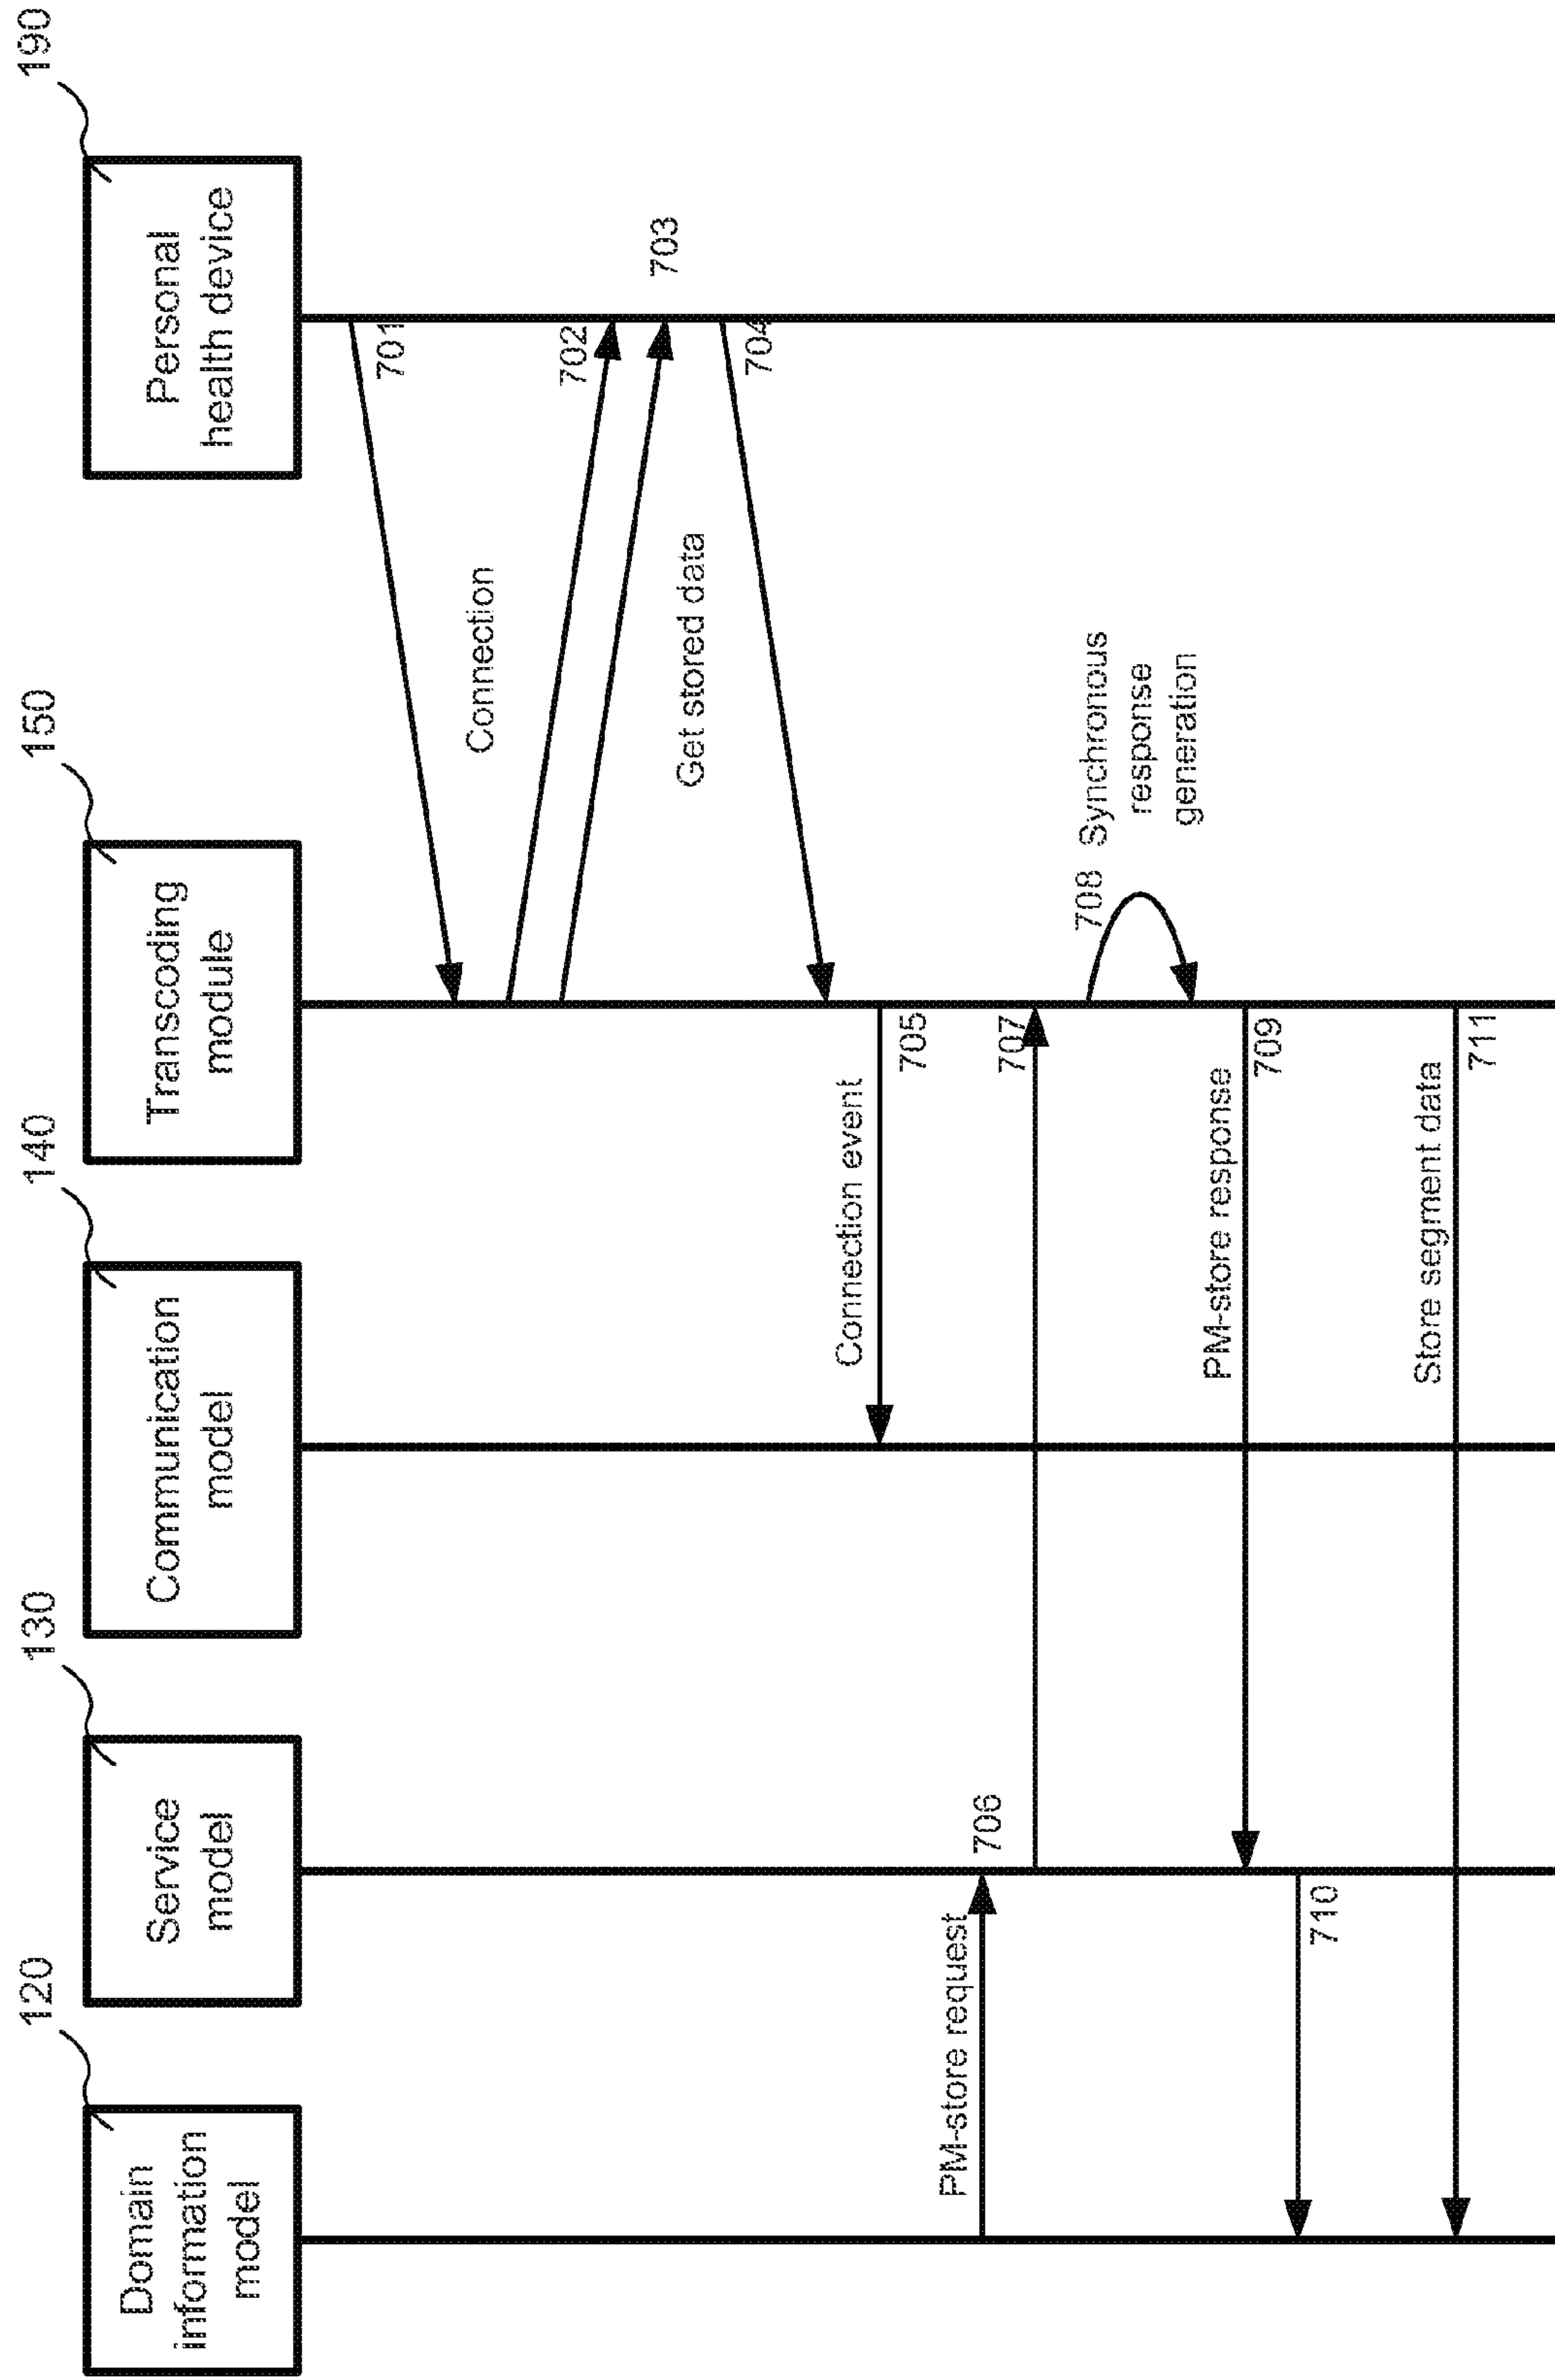 120
130
140
150
190
Domain
information
model
Service
model
Communication
model
Transcoding
module
Personal
health device
701
Connection
702
703
Get stored data
704
Connection event
705
PM-store request
706
707
708 Synchronous
response
generation
PM-store response
709
710
Store segment data
711